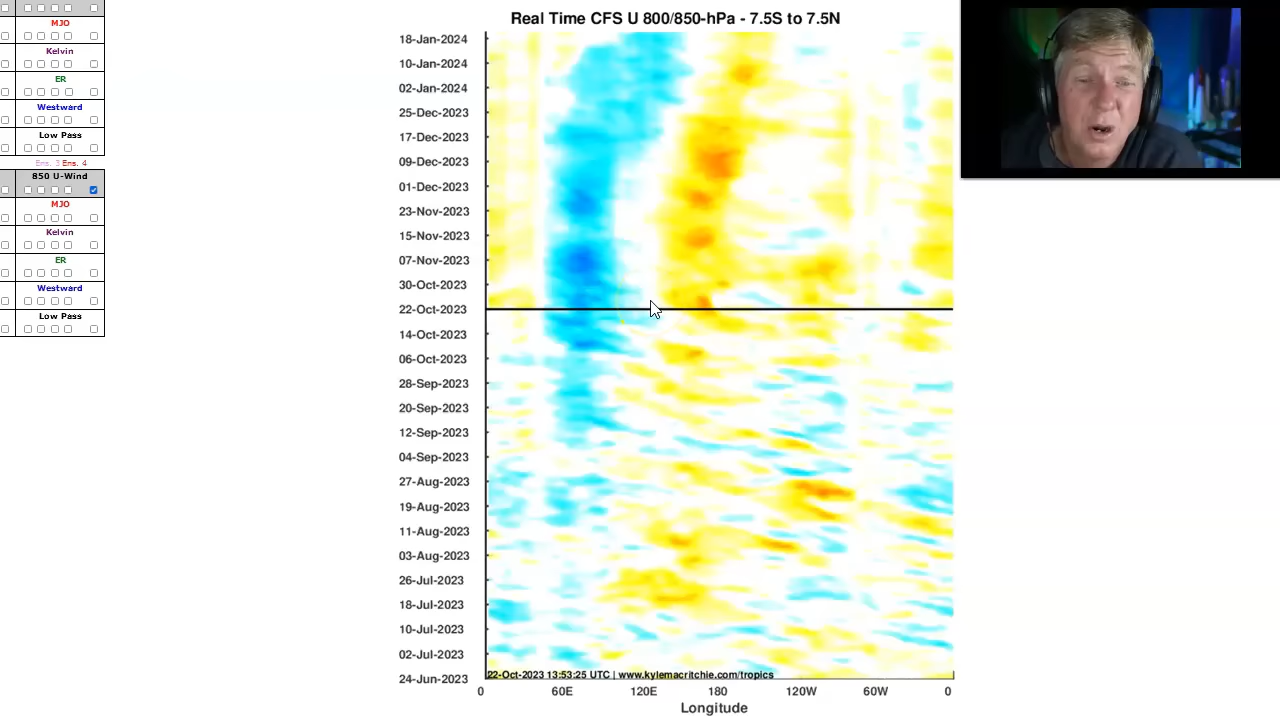 MJO
Kelvin
ER
Westward
Low Pass
Ens. 3 Ens. 4
850 U-Wind
MJO
Kelvin
ER
Westward
Low Pass
Real Time CFS U 800/850-hPa - 7.5S to 7.5N
18-Jan-2024
10-Jan-2024
02-Jan-2024
25-Dec-2023
17-Dec-2023
09-Dec-2023
01-Dec-2023
23-Nov-2023
15-Nov-2023
07-Nov-2023
30-Oct-2023
22-Oct-2023
14-Oct-2023
06-Oct-2023
28-Sep-2023
20-Sep-2023
12-Sep-2023
04-Sep-2023
27-Aug-2023
19-Aug-2023
11-Aug-2023
03-Aug-2023
26-Jul-2023
18-Jul-2023
10-Jul-2023
02-Jul-2023
24-Jun-2023
22-Oct-2023 13:53:25 UTC | www.kylemacritchie.com/tropics
0 60E 120E 180 120W 60W 0
Longitude